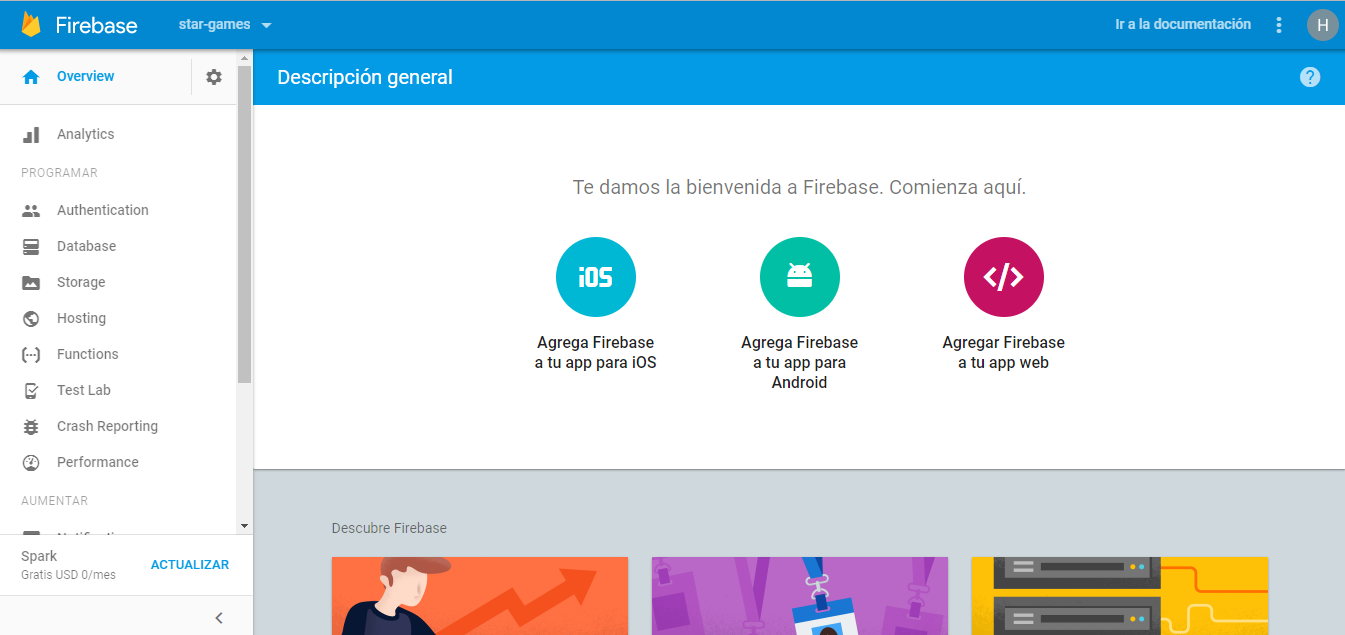 Firebase
star-games
Ir a la documentación
H
Overview
Descripción general
?
Analytics
PROGRAMAR
Authentication
Database
Storage
Hosting
Functions
Test Lab
Crash Reporting
Performance
AUMENTAR
Spark
Gratis USD 0/mes
ACTUALIZAR
Te damos la bienvenida a Firebase. Comienza aquí.
iOS
Agrega Firebase
a tu app para iOS
Agrega Firebase
a tu app para
Android
</>
Agregar Firebase
a tu app web
Descubre Firebase